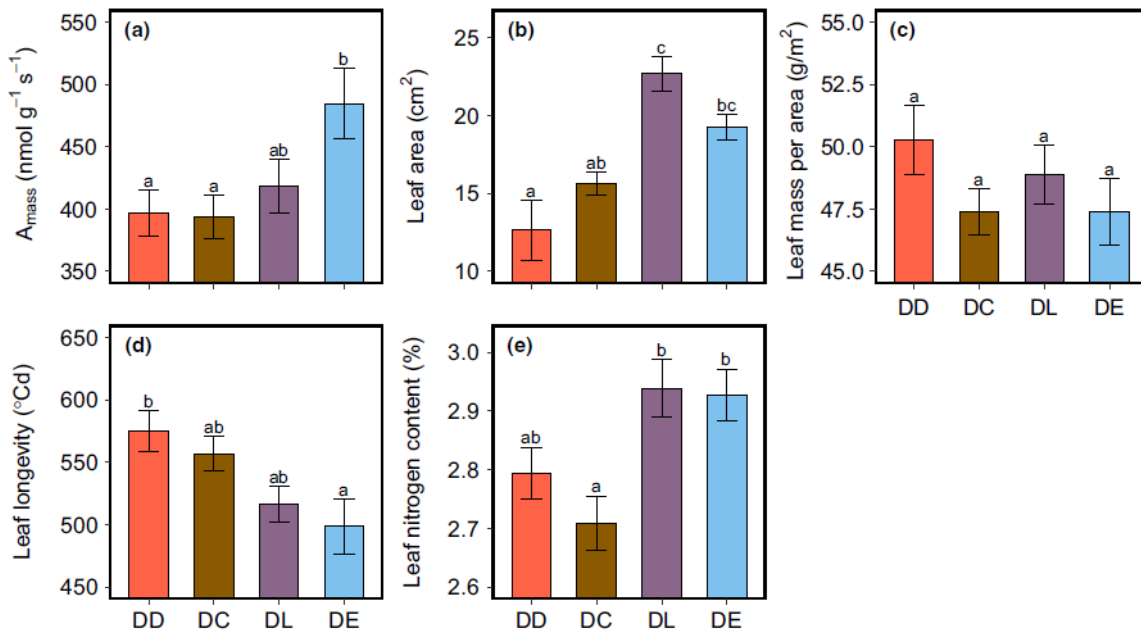 (a)
A_mass (nmol g⁻¹ s⁻¹)
550
500
450
400
350
a
a
ab
b
(b)
Leaf area (cm²)
25
20
15
10
a
ab
c
bc
(c)
Leaf mass per area (g/m²)
55.0
52.5
50.0
47.5
45.0
a
a
a
a
DD DC DL DE
(d)
Leaf longevity (°Cd)
650
600
550
500
450
b
ab
ab
a
DD DC DL DE
(e)
Leaf nitrogen content (%)
3.0
2.9
2.8
2.7
2.6
ab
a
b
b
DD DC DL DE